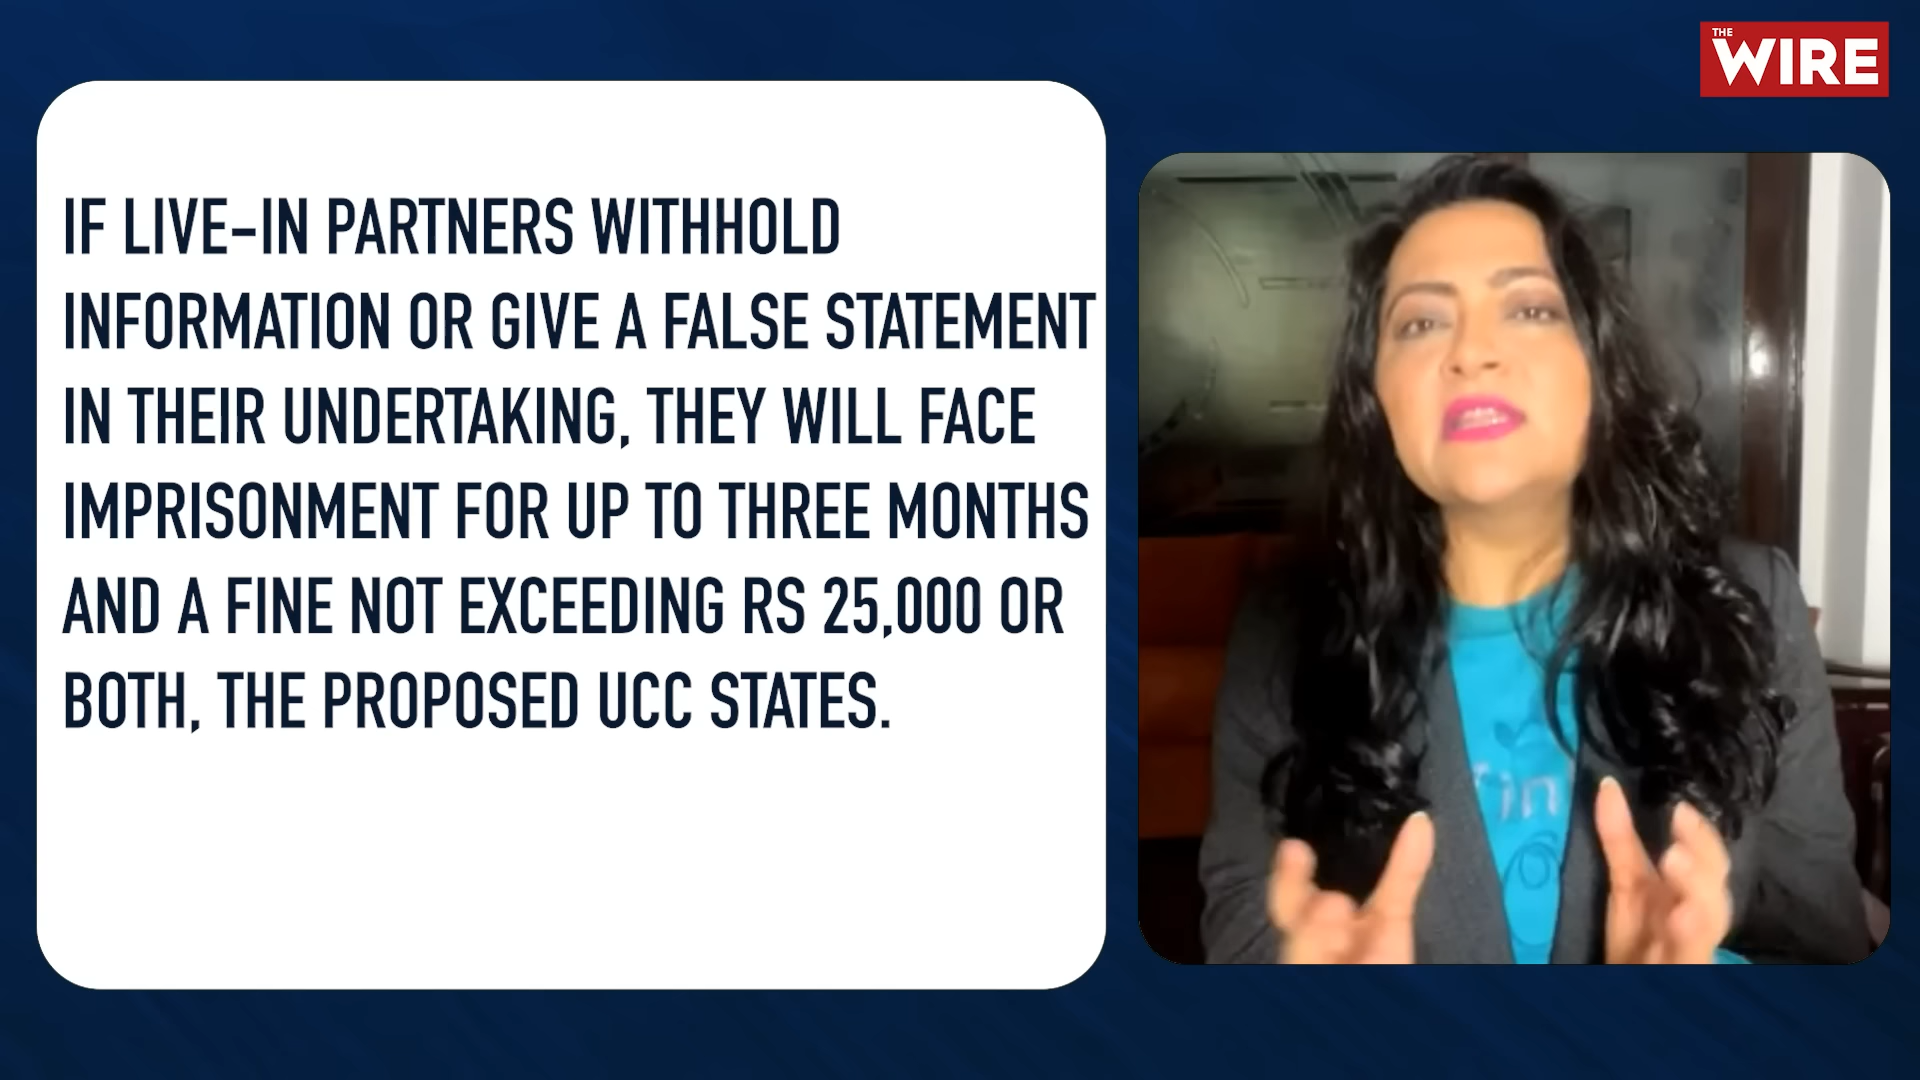 THE
WIRE
IF LIVE-IN PARTNERS WITHHOLD
INFORMATION OR GIVE A FALSE STATEMENT
IN THEIR UNDERTAKING, THEY WILL FACE
IMPRISONMENT FOR UP TO THREE MONTHS
AND A FINE NOT EXCEEDING RS 25,000 OR
BOTH, THE PROPOSED UCC STATES.